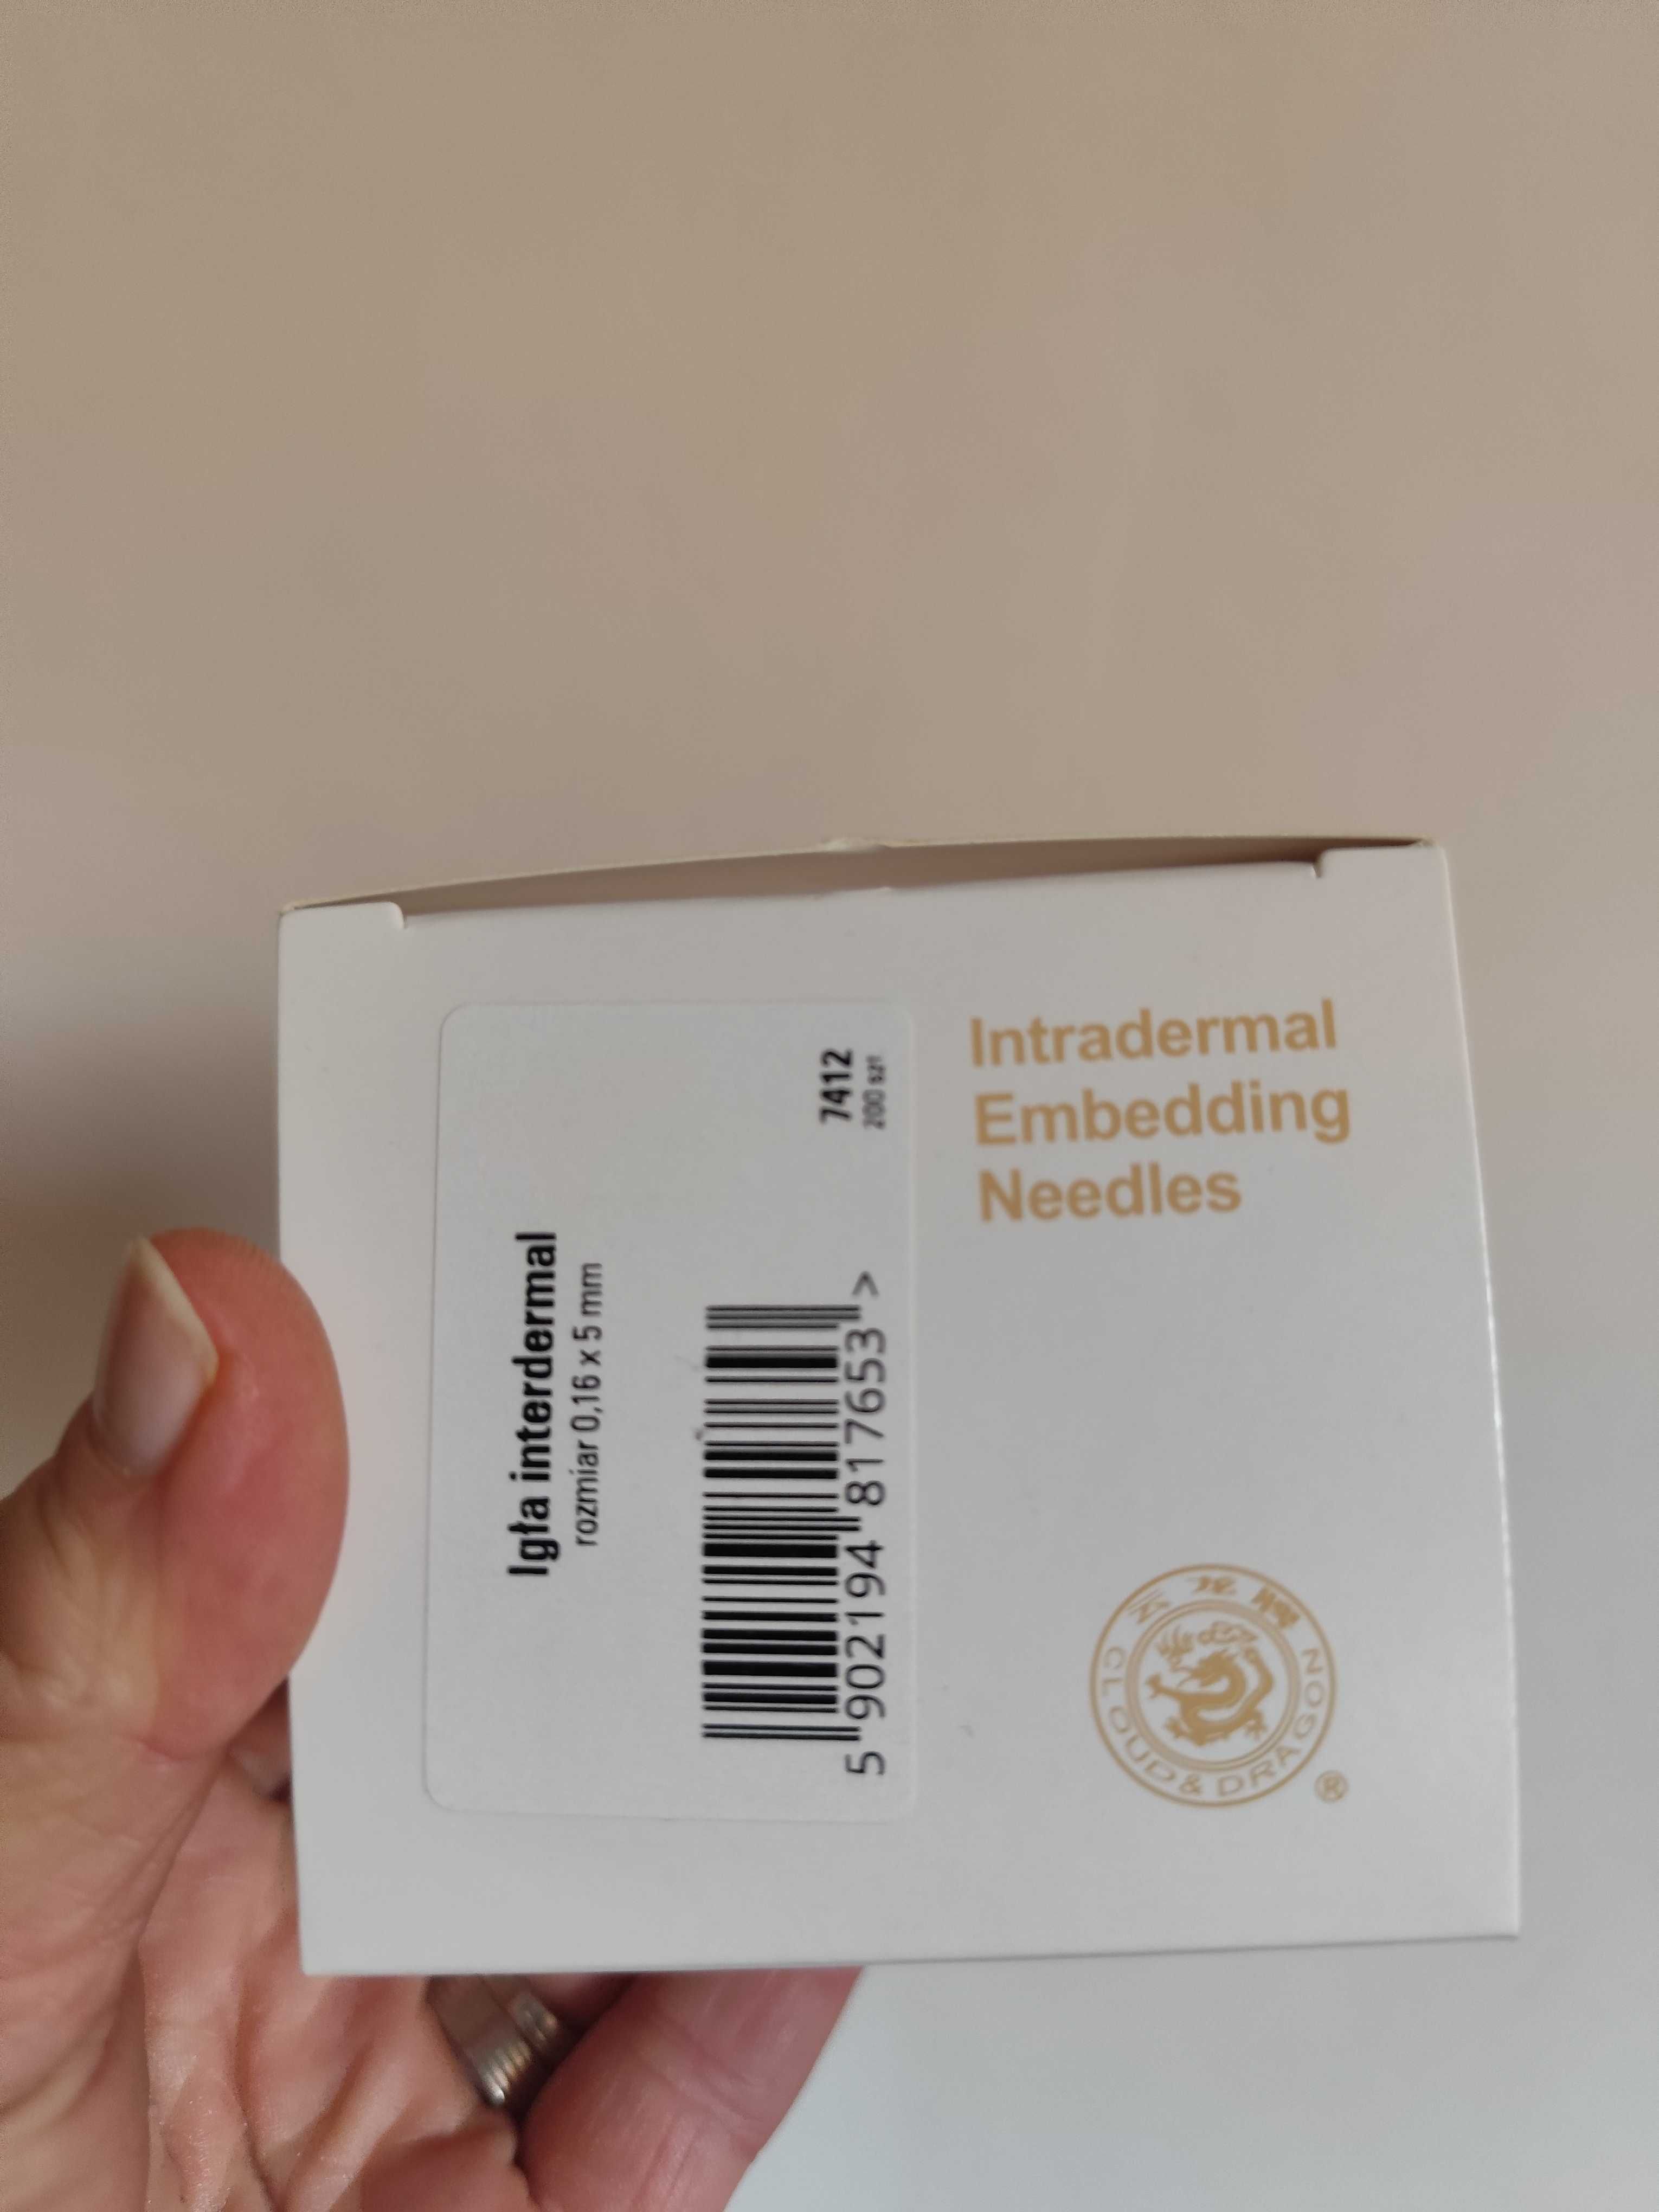 Igła interdermal
rozmiar 0,16 x 5 mm
5 902194 817653 >
7412
200 szt
Intradermal
Embedding
Needles
CLOUD & DRAGON
®